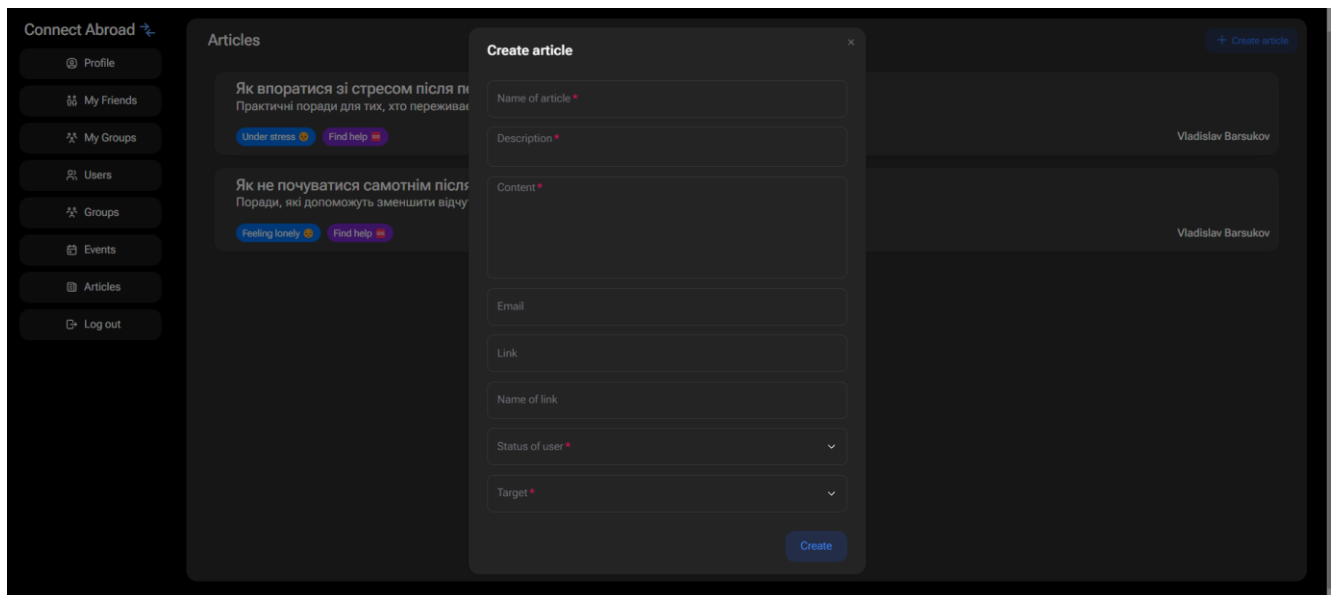 Connect Abroad
Profile
My Friends
My Groups
Users
Groups
Events
Articles
Log out
Articles
+ Create article
Як впоратися зі стресом після
Практичні поради для тих, хто
Under stress 😟 Find help 🆘
Vladislav Barsukov
Як не почуватися самотнім після
Поради, які допоможуть зменшити
Feeling lonely 😔 Find help 🆘
Vladislav Barsukov
Create article
×
Name of article *
Description *
Content *
Email
Link
Name of link
Status of user *
Target *
Create